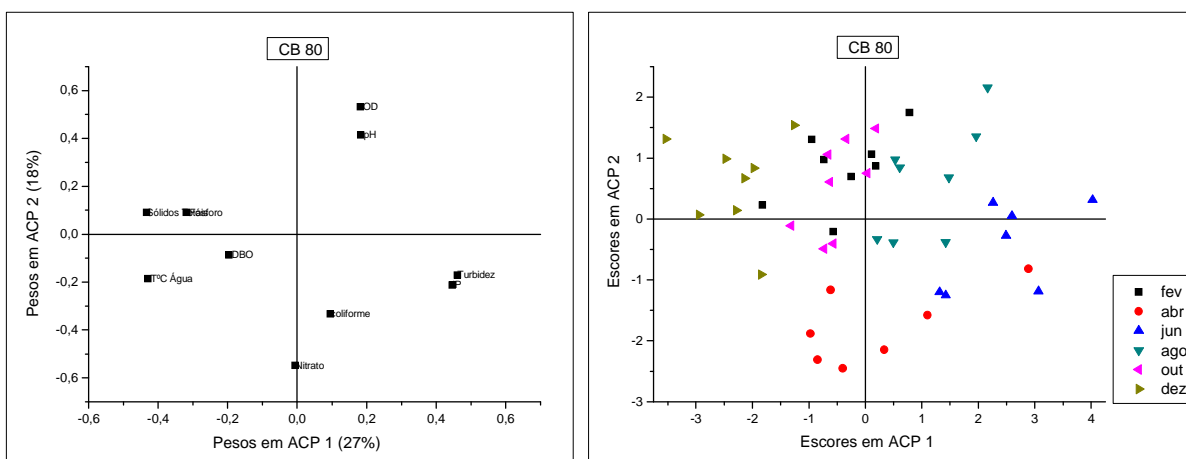 CB 80
Pesos em ACP 2 (18%)
0,6
0,4
0,2
0,0
-0,2
-0,4
-0,6
OD
pH
Sólidos
Fósforo
DBO
TºC Água
Turbidez
P
coliforme
Nitrato
-0,6 -0,4 -0,2 0,0 0,2 0,4 0,6
Pesos em ACP 1 (27%)
CB 80
Escores em ACP 2
2
1
0
-1
-2
-3
-3 -2 -1 0 1 2 3 4
Escores em ACP 1
fev
abr
jun
ago
out
dez